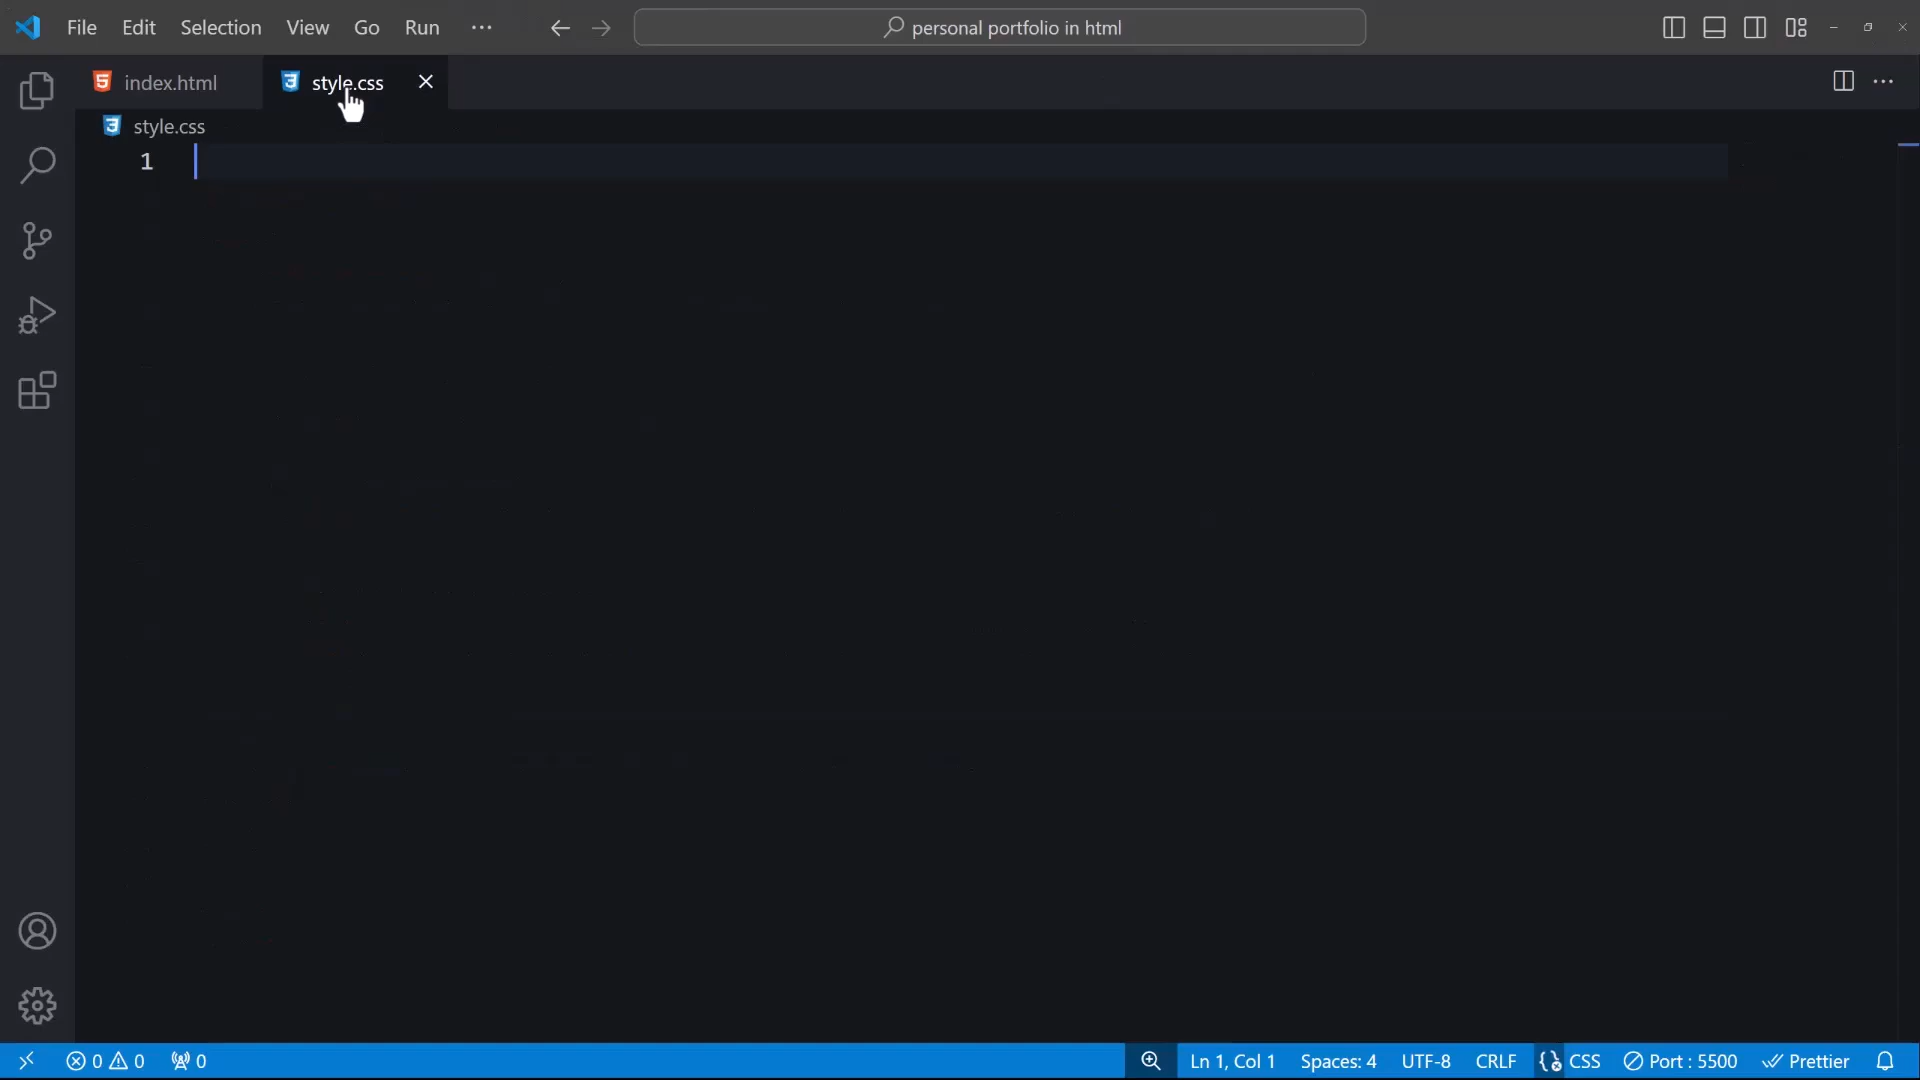 File Edit Selection View Go Run ··· personal portfolio in html
index.html style.css
style.css
1
0 0 0 Ln 1, Col 1 Spaces: 4 UTF-8 CRLF CSS Port : 5500 Prettier